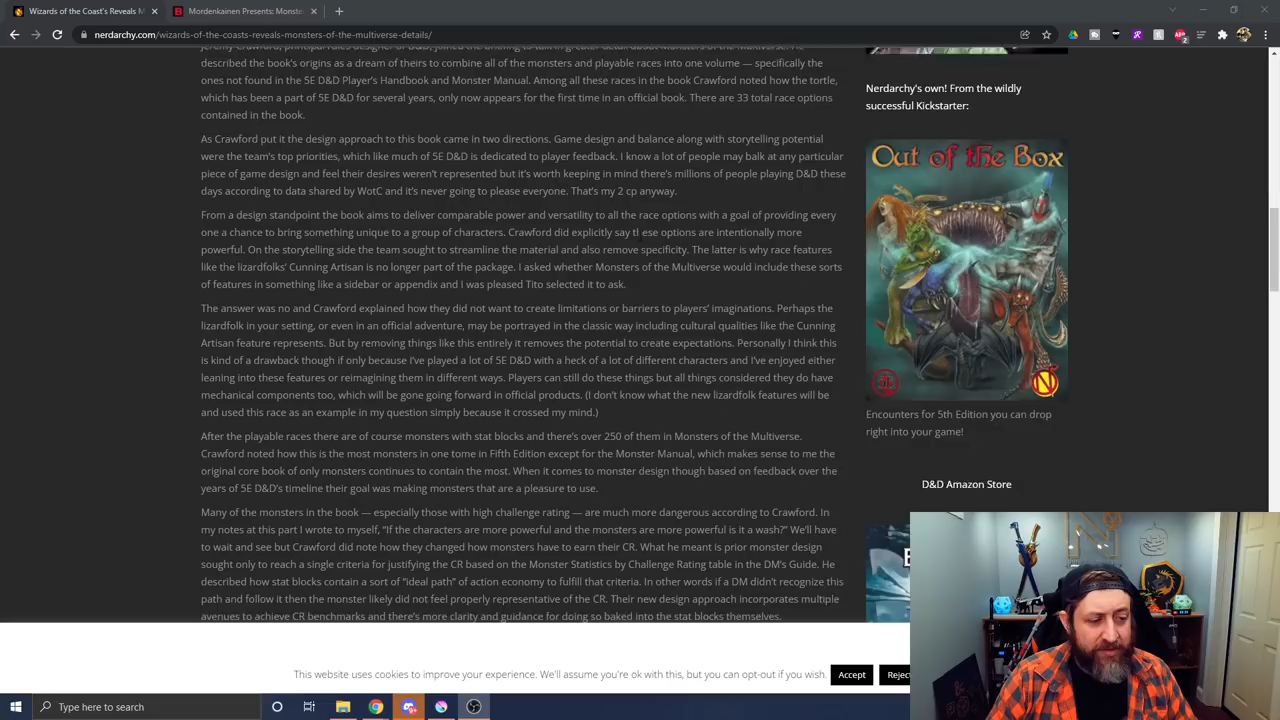 Wizards of the Coast's Reveals M
Mordenkainen Presents: Monste
nerdarchy.com/wizards-of-the-coasts-reveals-monsters-of-the-multiverse-details/
described the book's origins as a dream of theirs to combine all of the monsters and playable races into one volume — specifically the
ones not found in the 5E D&D Player's Handbook and Monster Manual. Among all these races in the book Crawford noted how the tortle,
which has been a part of 5E D&D for several years, only now appears for the first time in an official book. There are 33 total race options
contained in the book.
As Crawford put it the design approach to this book came in two directions. Game design and balance along with storytelling potential
were the team's top priorities, which like much of 5E D&D is dedicated to player feedback. I know a lot of people may balk at any particular
piece of game design and feel their desires weren't represented but it's worth keeping in mind there's millions of people playing D&D these
days according to data shared by WotC and it's never going to please everyone. That's my 2 cp anyway.
From a design standpoint the book aims to deliver comparable power and versatility to all the race options with a goal of providing every
one a chance to bring something unique to a group of characters. Crawford did explicitly say these options are intentionally more
powerful. On the storytelling side the team sought to streamline the material and also remove specificity. The latter is why race features
like the lizardfolks' Cunning Artisan is no longer part of the package. I asked whether Monsters of the Multiverse would include these sorts
of features in something like a sidebar or appendix and I was pleased Tito selected it to ask.
The answer was no and Crawford explained how they did not want to create limitations or barriers to players' imaginations. Perhaps the
lizardfolk in your setting, or even in an official adventure, may be portrayed in the classic way including cultural qualities like the Cunning
Artisan feature represents. But by removing things like this entirely it removes the potential to create expectations. Personally I think this
is kind of a drawback though if only because I've played a lot of 5E D&D with a heck of a lot of different characters and I've enjoyed either
leaning into these features or reimagining them in different ways. Players can still do these things but all things considered they do have
mechanical components too, which will be gone going forward in official products. (I don't know what the new lizardfolk features will be
and used this race as an example in my question simply because it crossed my mind.)
After the playable races there are of course monsters with stat blocks and there's over 250 of them in Monsters of the Multiverse.
Crawford noted how this is the most monsters in one tome in Fifth Edition except for the Monster Manual, which makes sense to me the
original core book of only monsters continues to contain the most. When it comes to monster design though based on feedback over the
years of 5E D&D's timeline their goal was making monsters that are a pleasure to use.
Many of the monsters in the book — especially those with high challenge rating — are much more dangerous according to Crawford. In
my notes at this part I wrote to myself, "If the characters are more powerful and the monsters are more powerful is it a wash?" We'll have
to wait and see but Crawford did note how they changed how monsters have to earn their CR. What he meant is prior monster design
sought only to reach a single criteria for justifying the CR based on the Monster Statistics by Challenge Rating table in the DM's Guide. He
described how stat blocks contain a sort of "ideal path" of action economy to fulfill that criteria. In other words if a DM didn't recognize this
path and follow it then the monster likely did not feel properly representative of the CR. Their new design approach incorporates multiple
avenues to achieve CR benchmarks and there's more clarity and guidance for doing so baked into the stat blocks themselves.
Nerdarchy's own! From the wildly
successful Kickstarter:
Out of the Box
N
Encounters for 5th Edition you can drop
right into your game!
D&D Amazon Store
This website uses cookies to improve your experience. We'll assume you're ok with this, but you can opt-out if you wish.
Accept
Reject
Type here to search